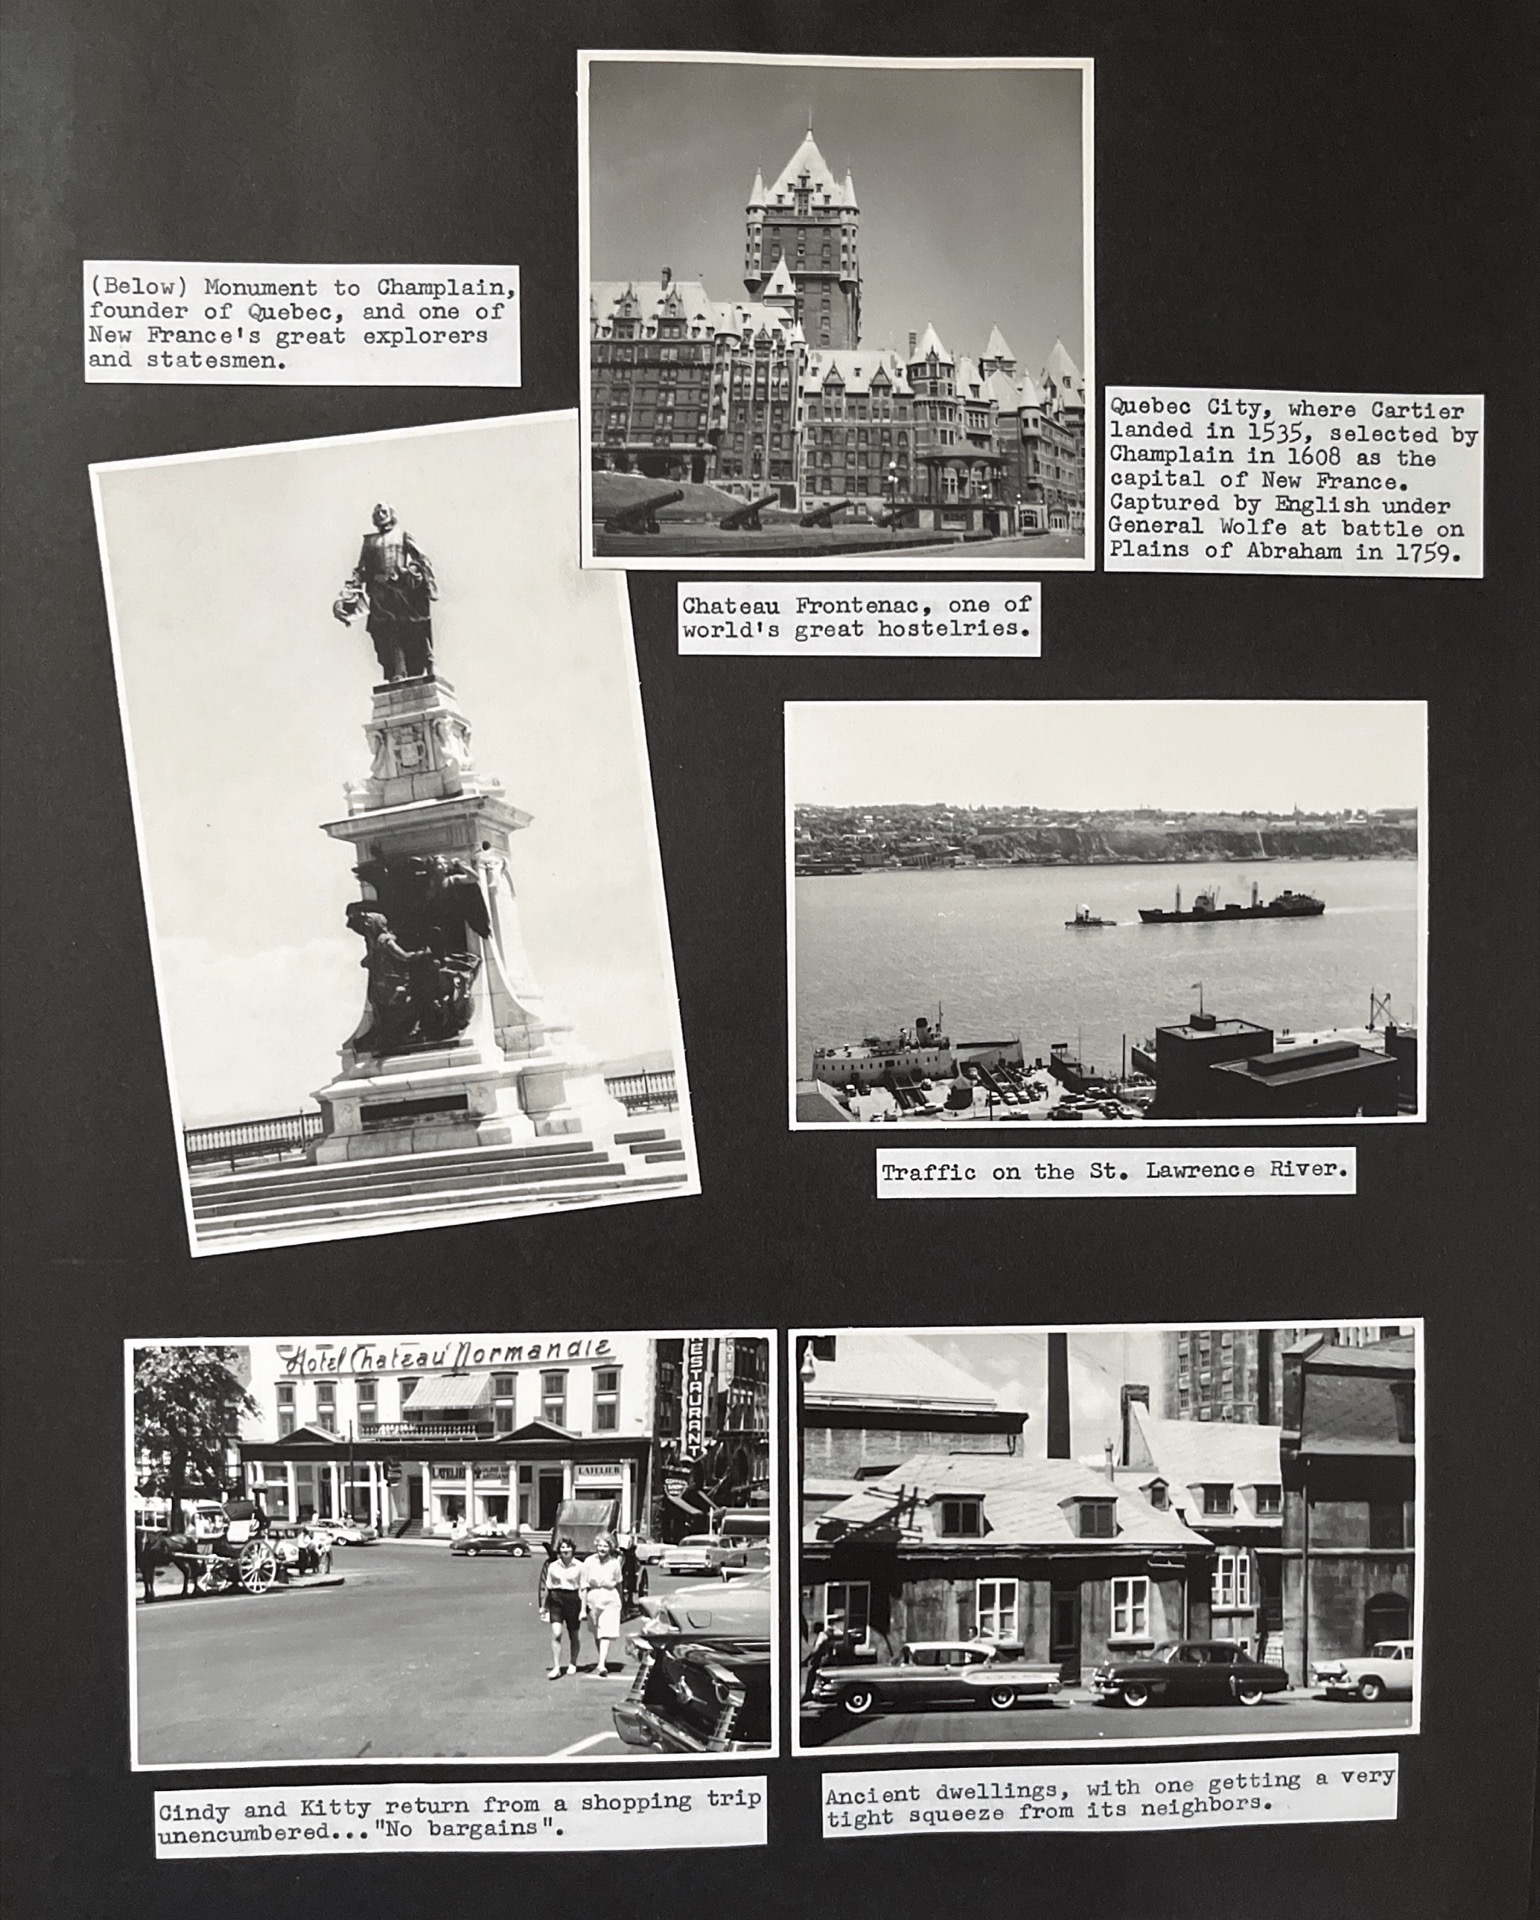 (Below) Monument to Champlain,
founder of Quebec, and one of
New France's great explorers
and statesmen.
Quebec City, where Cartier
landed in 1535, selected by
Champlain in 1608 as the
capital of New France.
Captured by English under
General Wolfe at battle on
Plains of Abraham in 1759.
Chateau Frontenac, one of
world's great hostelries.
Traffic on the St. Lawrence River.
Hotel Chateau Normandie
ESTAURANT
L'ATELIER
L'ATELIER
Cindy and Kitty return from a shopping trip
unencumbered..."No bargains".
Ancient dwellings, with one getting a very
tight squeeze from its neighbors.